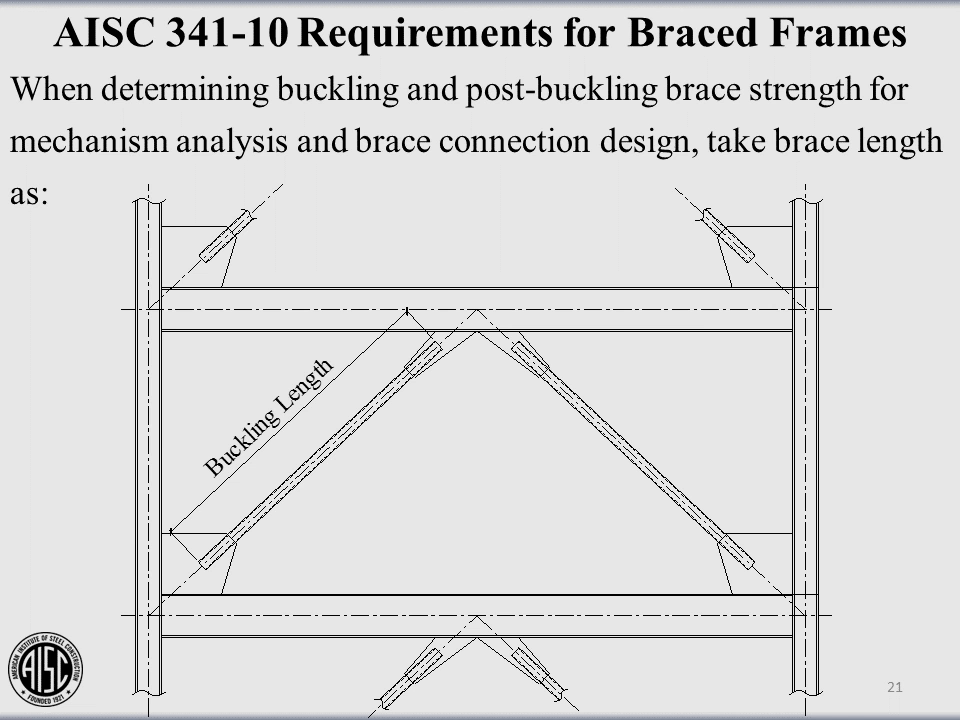 AISC 341-10 Requirements for Braced Frames
When determining buckling and post-buckling brace strength for
mechanism analysis and brace connection design, take brace length
as:
Buckling Length
AMERICAN INSTITUTE OF STEEL CONSTRUCTION
AISC
FOUNDED 1921
21